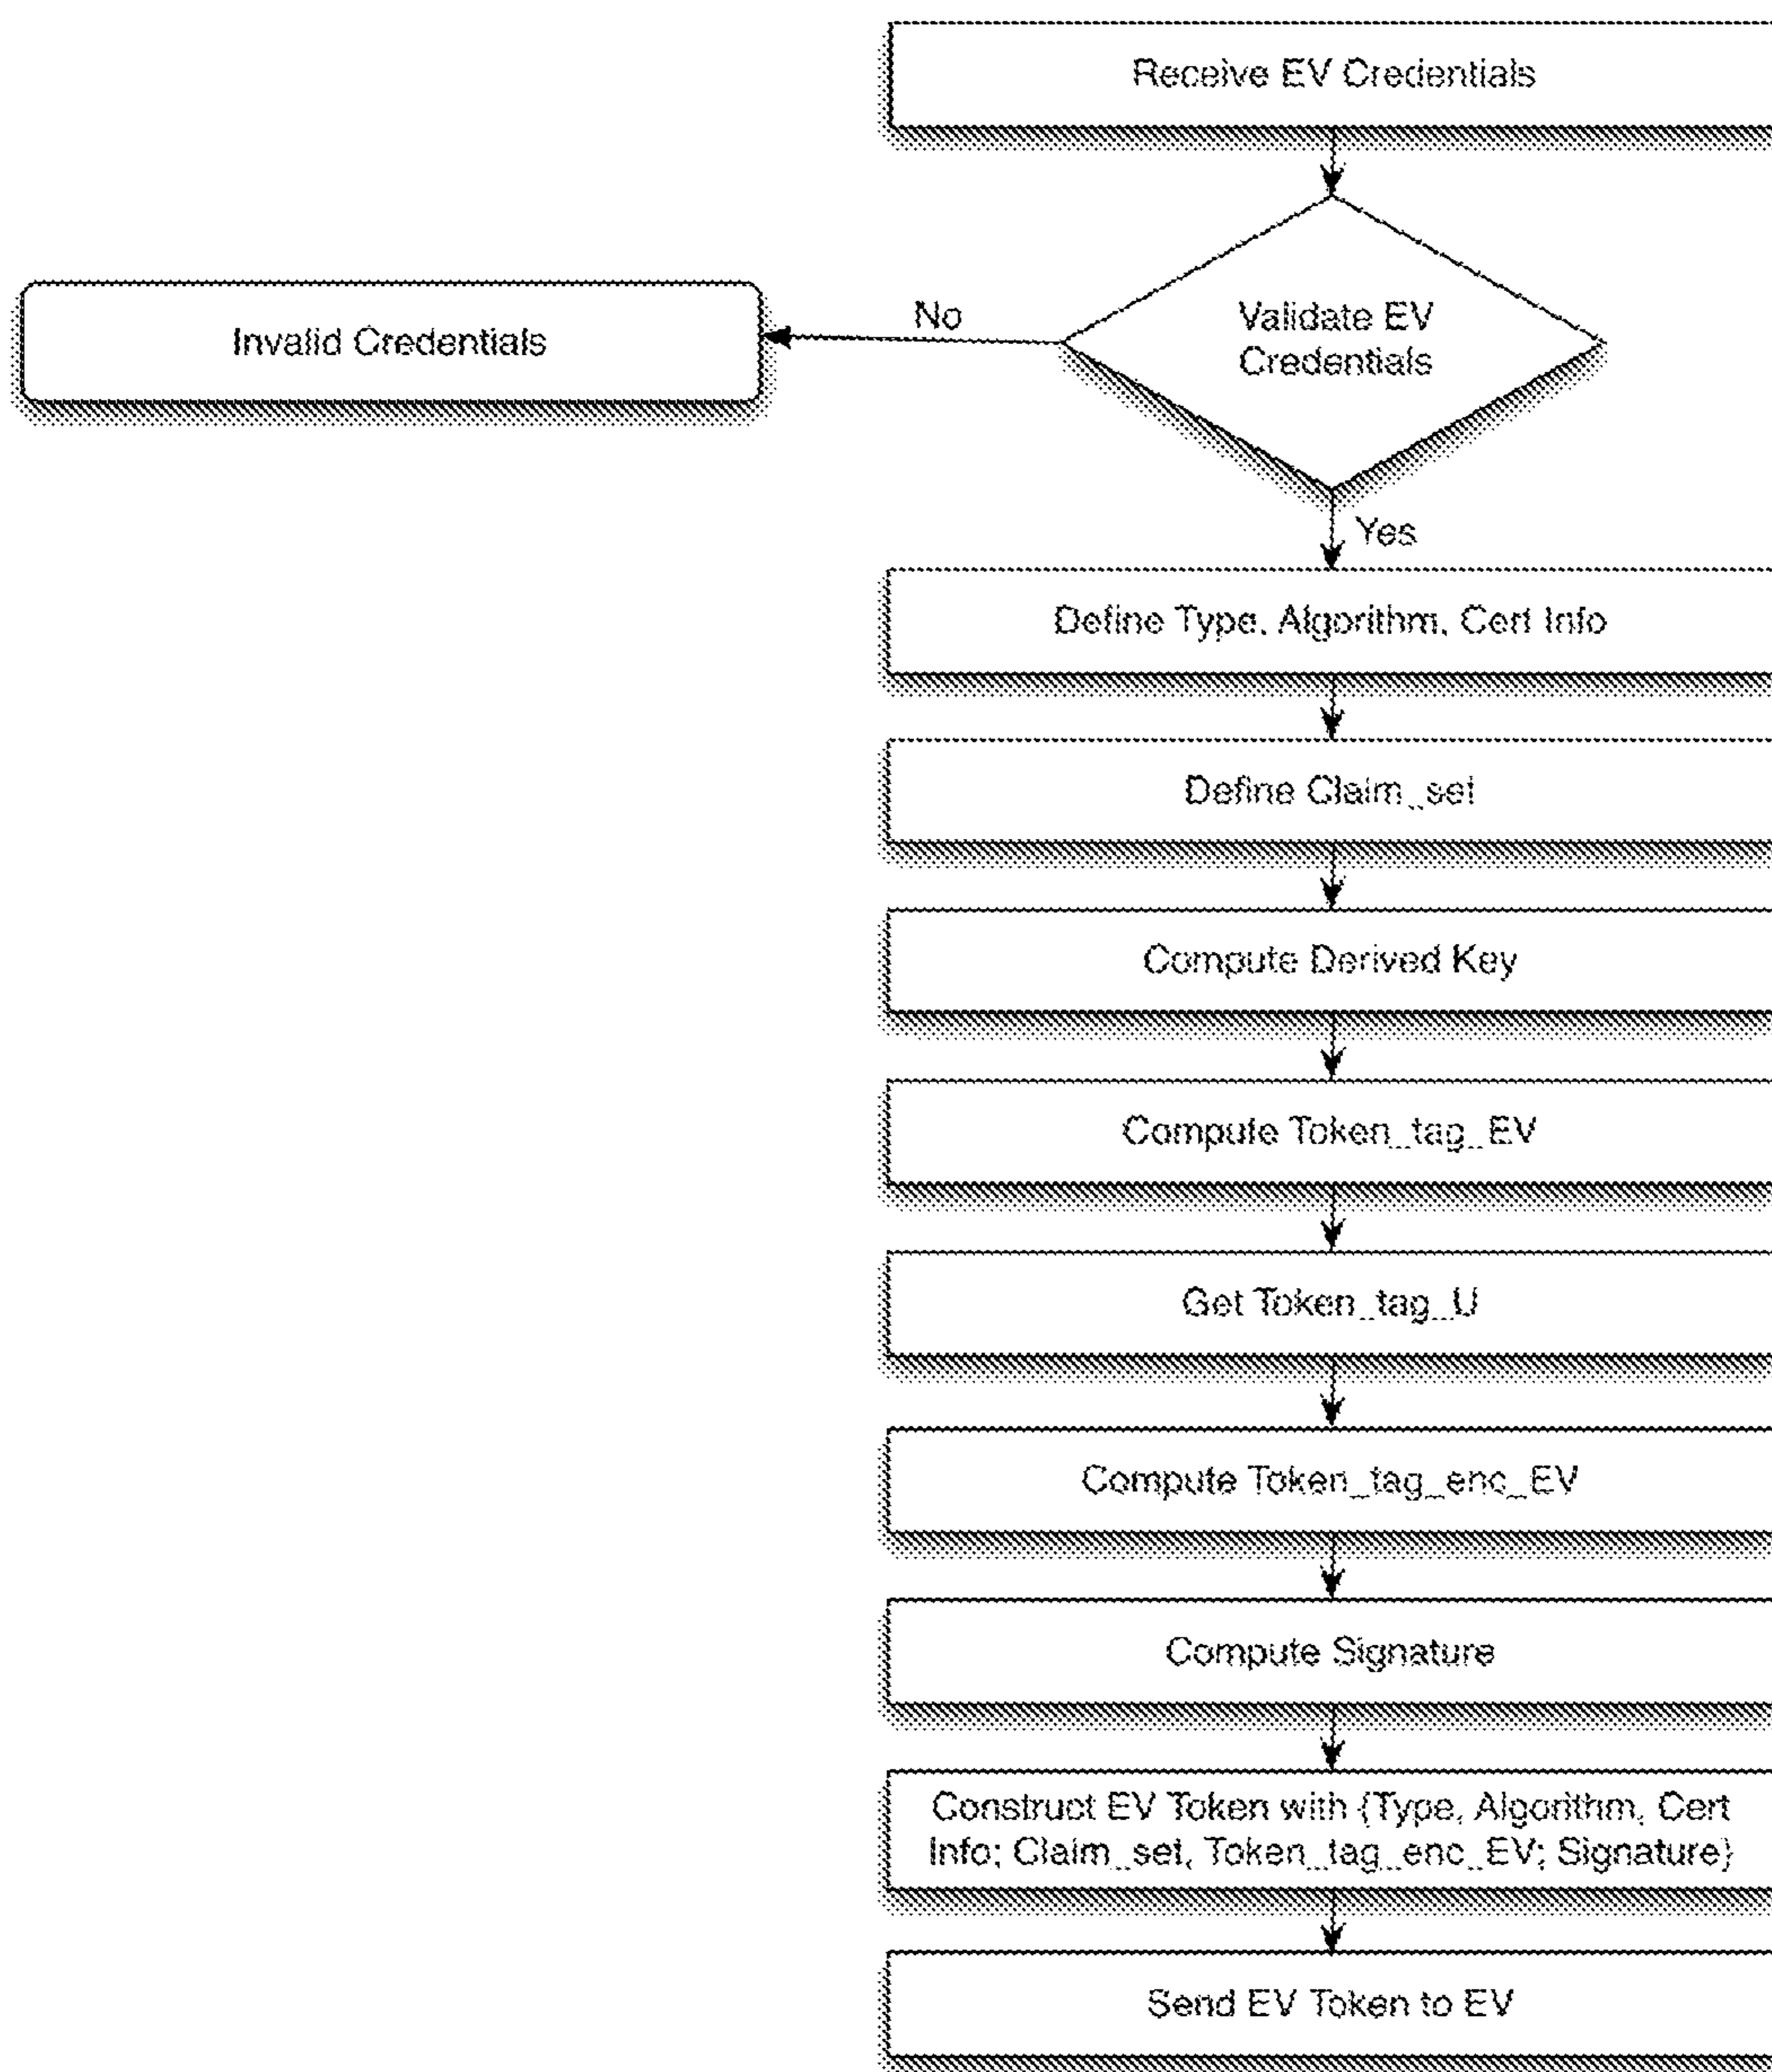 Receive EV Credentials
Validate EV
Credentials
No
Invalid Credentials
Yes
Define Type, Algorithm, Cert Info
Define Claim_set
Compute Derived Key
Compute Token_tag_EV
Get Token_tag_U
Compute Token_tag_enc_EV
Compute Signature
Construct EV Token with {Type, Algorithm, Cert
Info; Claim_set, Token_tag_enc_EV; Signature}
Send EV Token to EV